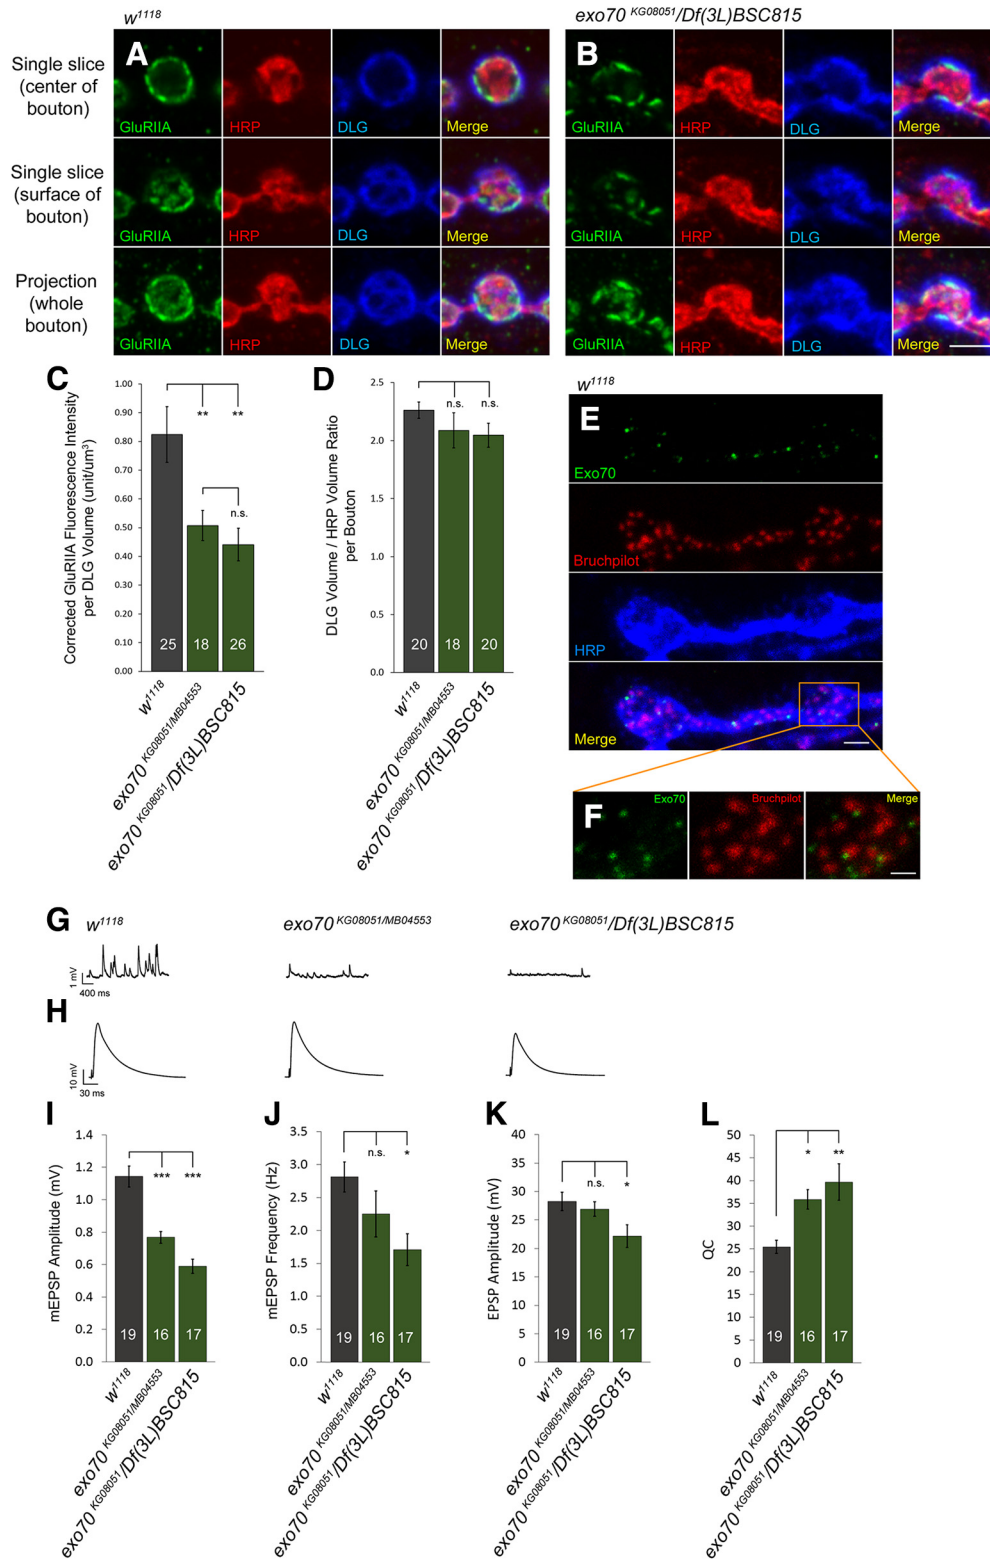 w1118
exo70 KG08051/Df(3L)BSC815
A
B
Single slice
(center of
bouton)
GluRIIA HRP DLG Merge
GluRIIA HRP DLG Merge
Single slice
(surface of
bouton)
GluRIIA HRP DLG Merge
GluRIIA HRP DLG Merge
Projection
(whole
bouton)
GluRIIA HRP DLG Merge
GluRIIA HRP DLG Merge
C
Corrected GluRIIA Fluorescence Intensity
per DLG Volume (unit/um3)
1.00
0.90
0.80
0.70
0.60
0.50
0.40
0.30
0.20
0.10
0.00
** **
n.s.
25 18 26
w1118
exo70 KG08051/MB04553
exo70 KG08051/Df(3L)BSC815
D
DLG Volume / HRP Volume Ratio
per Bouton
2.5
2.0
1.5
1.0
0.5
0.0
n.s. n.s.
20 18 20
w1118
exo70 KG08051/MB04553
exo70 KG08051/Df(3L)BSC815
w1118
E
Exo70
Bruchpilot
HRP
Merge
F
Exo70 Bruchpilot Merge
G
w1118
exo70 KG08051/MB04553
exo70 KG08051/Df(3L)BSC815
1 mV
400 ms
H
10 mV
30 ms
I
mEPSP Amplitude (mV)
1.4
1.2
1.0
0.8
0.6
0.4
0.2
0.0
*** ***
19 16 17
w1118
exo70 KG08051/MB04553
exo70 KG08051/Df(3L)BSC815
J
mEPSP Frequency (Hz)
3.5
3.0
2.5
2.0
1.5
1.0
0.5
0.0
n.s. *
19 16 17
w1118
exo70 KG08051/MB04553
exo70 KG08051/Df(3L)BSC815
K
EPSP Amplitude (mV)
40
35
30
25
20
15
10
5
0
n.s. *
19 16 17
w1118
exo70 KG08051/MB04553
exo70 KG08051/Df(3L)BSC815
L
QC
50
45
40
35
30
25
20
15
10
5
0
* **
19 16 17
w1118
exo70 KG08051/MB04553
exo70 KG08051/Df(3L)BSC815